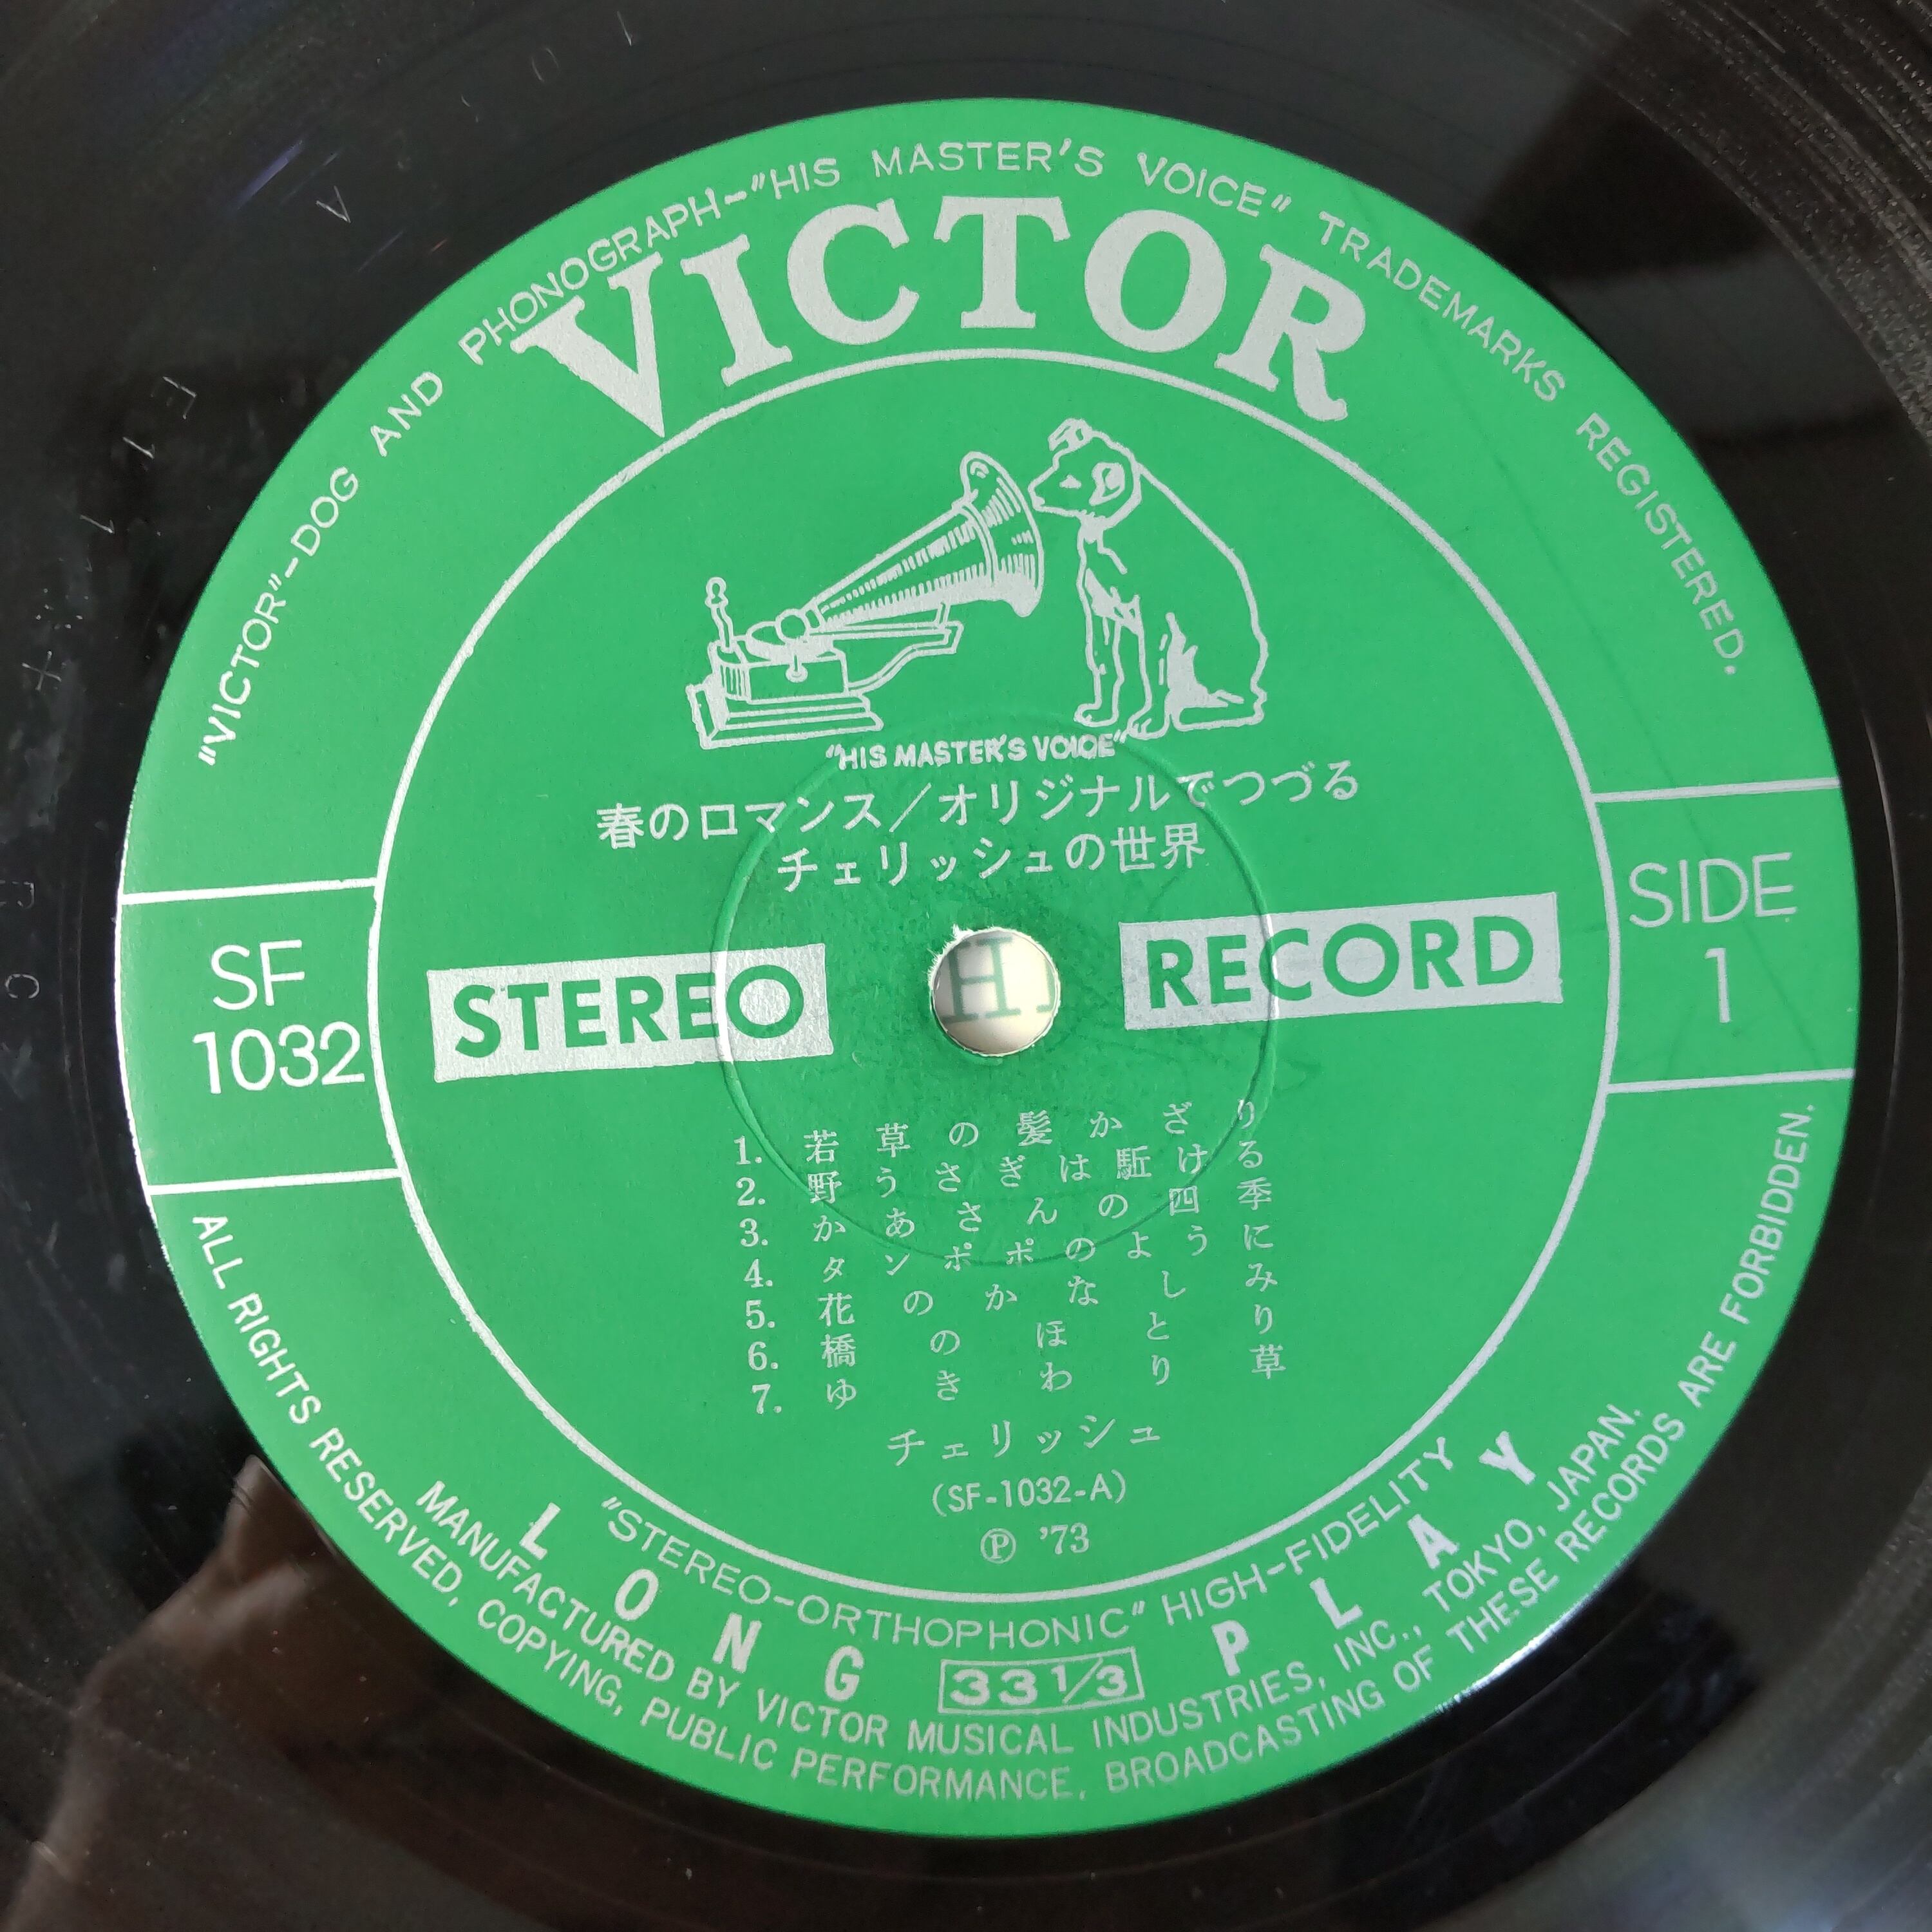 "VICTOR"-DOG AND PHONOGRAPH-"HIS MASTER'S VOICE" TRADEMARKS REGISTERED.
VICTOR
"HIS MASTER'S VOICE"
春のロマンス/オリジナルでつづる
チェリッシュの世界
SF
1032
STEREO
RECORD
SIDE
1
1. 若草の髪かざり
2. 野うさぎは駈ける
3. かあさんの四季
4. タンポポのように
5. 花のかなしみ
6. 橋のほとり
7. ゆきわり草
チェリッシュ
(SF-1032-A)
Ⓟ '73
"STEREO-ORTHOPHONIC" HIGH-FIDELITY
LONG 33 1/3 PLAY
MANUFACTURED BY VICTOR MUSICAL INDUSTRIES, INC., TOKYO, JAPAN.
ALL RIGHTS RESERVED, COPYING, PUBLIC PERFORMANCE, BROADCASTING OF THESE RECORDS ARE FORBIDDEN.